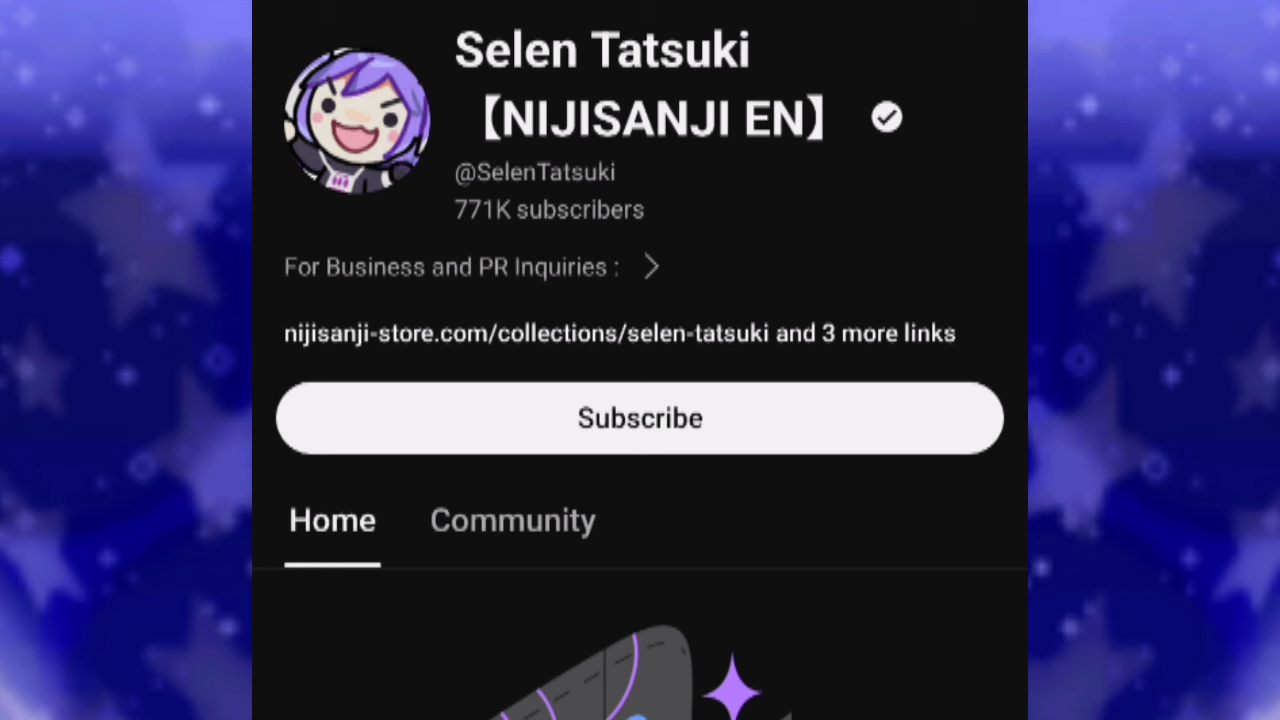 Selen Tatsuki
【NIJISANJI EN】
@SelenTatsuki
771K subscribers
For Business and PR Inquiries :
nijisanji-store.com/collections/selen-tatsuki and 3 more links
Subscribe
Home Community